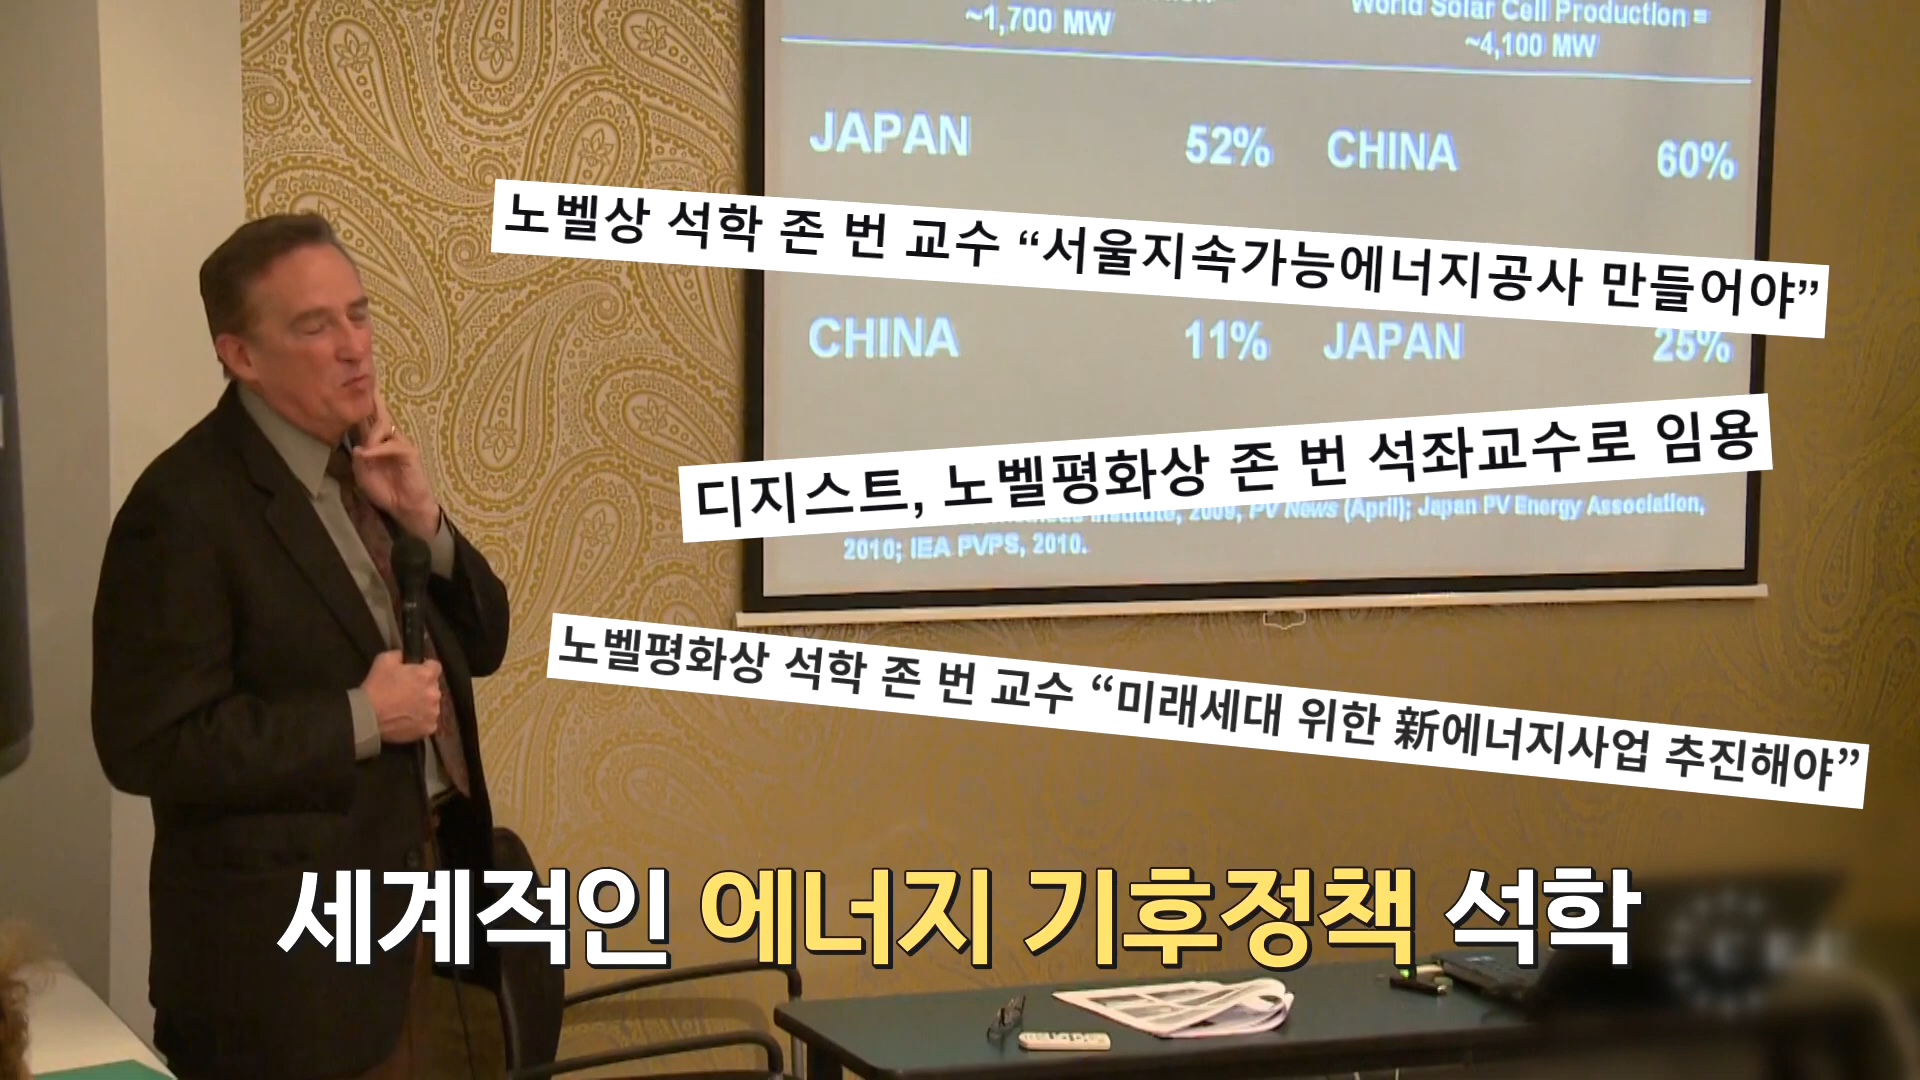 ~1,700 MW
World Solar Cell Production =
~4,100 MW
JAPAN 52% CHINA 60%
노벨상 석학 존 번 교수 “서울지속가능에너지공사 만들어야”
CHINA 11% JAPAN 25%
디지스트, 노벨평화상 존 번 석좌교수로 임용
Institute, 2009, PV News (April); Japan PV Energy Association,
2010; IEA PVPS, 2010.
노벨평화상 석학 존 번 교수 “미래세대 위한 新에너지사업 추진해야”
세계적인 에너지 기후정책 석학